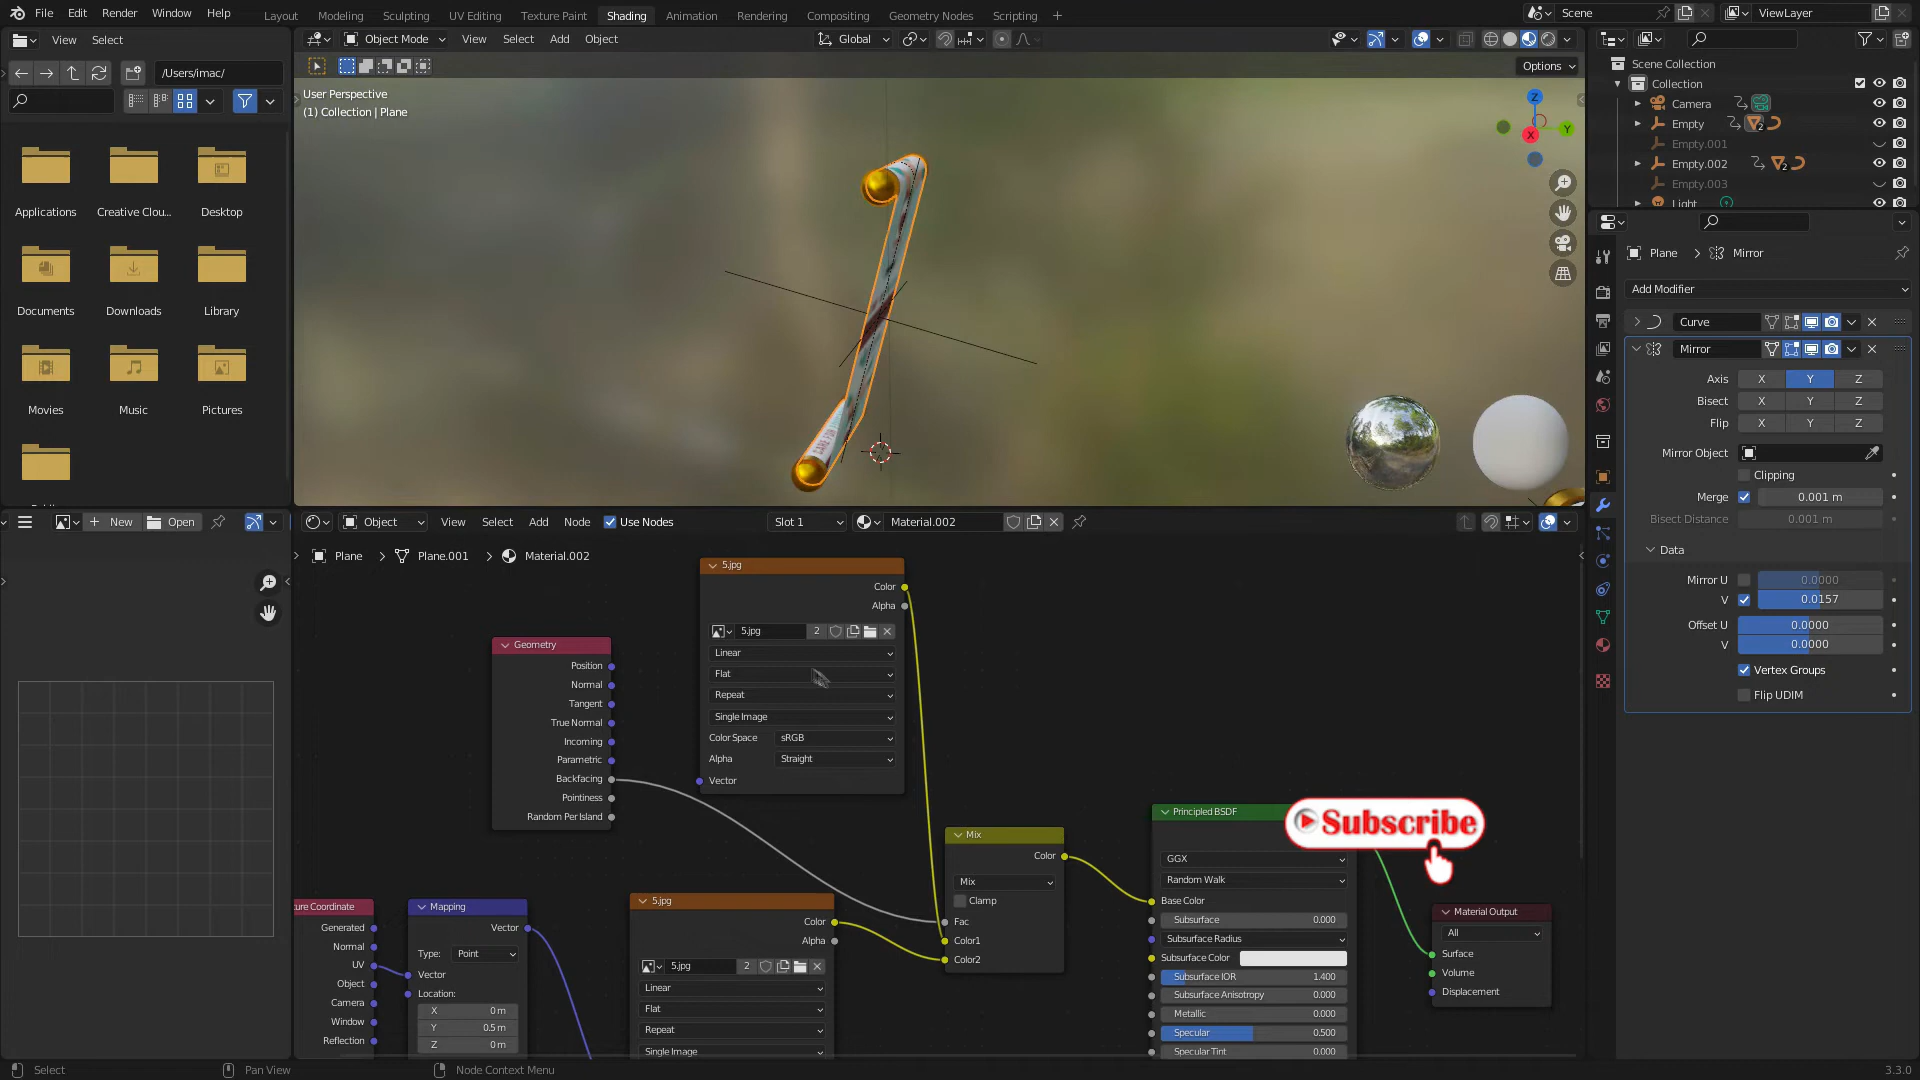 File Edit Render Window Help
Layout Modeling Sculpting UV Editing Texture Paint Shading Animation Rendering Compositing Geometry Nodes Scripting
Scene ViewLayer
View Select
/Users/imac/
Applications Creative Clou... Desktop
Documents Downloads Library
Movies Music Pictures
Object Mode View Select Add Object Global
Options
User Perspective
(1) Collection | Plane
Z
Y
X
Scene Collection
Collection
Camera
Empty 2
Empty.001
Empty.002 2
Empty.003
Light
Plane Mirror
Add Modifier
Curve
Mirror
Axis X Y Z
Bisect X Y Z
Flip X Y Z
Mirror Object
Clipping
Merge 0.001 m
Bisect Distance 0.001 m
Data
Mirror U 0.0000
V 0.0157
Offset U 0.0000
V 0.0000
Vertex Groups
Flip UDIM
New Open
Object View Select Add Node Use Nodes Slot 1 Material.002
Plane Plane.001 Material.002
5.jpg
Color
Alpha
5.jpg 2
Linear
Flat
Repeat
Single Image
Color Space sRGB
Alpha Straight
Vector
Geometry
Position
Normal
Tangent
True Normal
Incoming
Parametric
Backfacing
Pointiness
Random Per Island
ure Coordinate
Generated
Normal
UV
Object
Camera
Window
Reflection
Mapping
Vector
Type: Point
Vector
Location:
X 0 m
Y 0.5 m
Z 0 m
5.jpg
Color
Alpha
5.jpg 2
Linear
Flat
Repeat
Single Image
Mix
Color
Mix
Clamp
Fac
Color1
Color2
Principled BSDF
GGX
Random Walk
Base Color
Subsurface 0.000
Subsurface Radius
Subsurface Color
Subsurface IOR 1.400
Subsurface Anisotropy 0.000
Metallic 0.000
Specular 0.500
Specular Tint 0.000
Subscribe
Material Output
All
Surface
Volume
Displacement
Select Pan View Node Context Menu
3.3.0